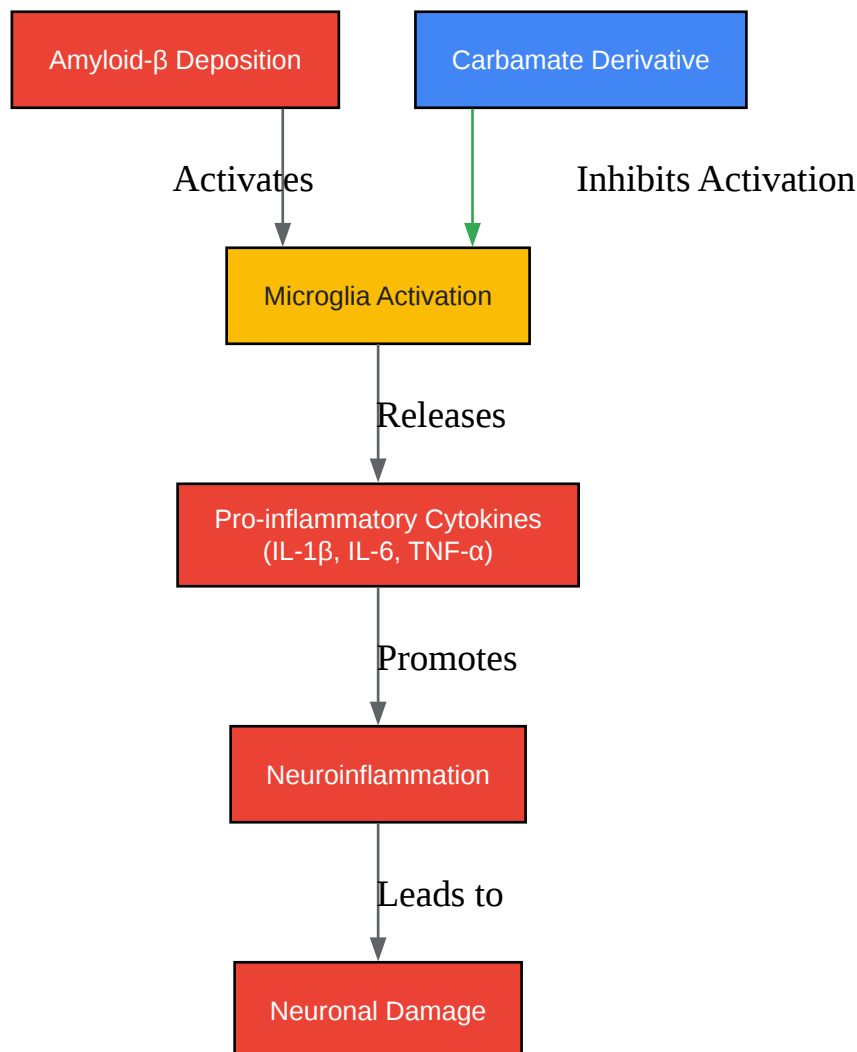 Amyloid-β Deposition
Carbamate Derivative
Activates
Inhibits Activation
Microglia Activation
Releases
Pro-inflammatory Cytokines
(IL-1β, IL-6, TNF-α)
Promotes
Neuroinflammation
Leads to
Neuronal Damage